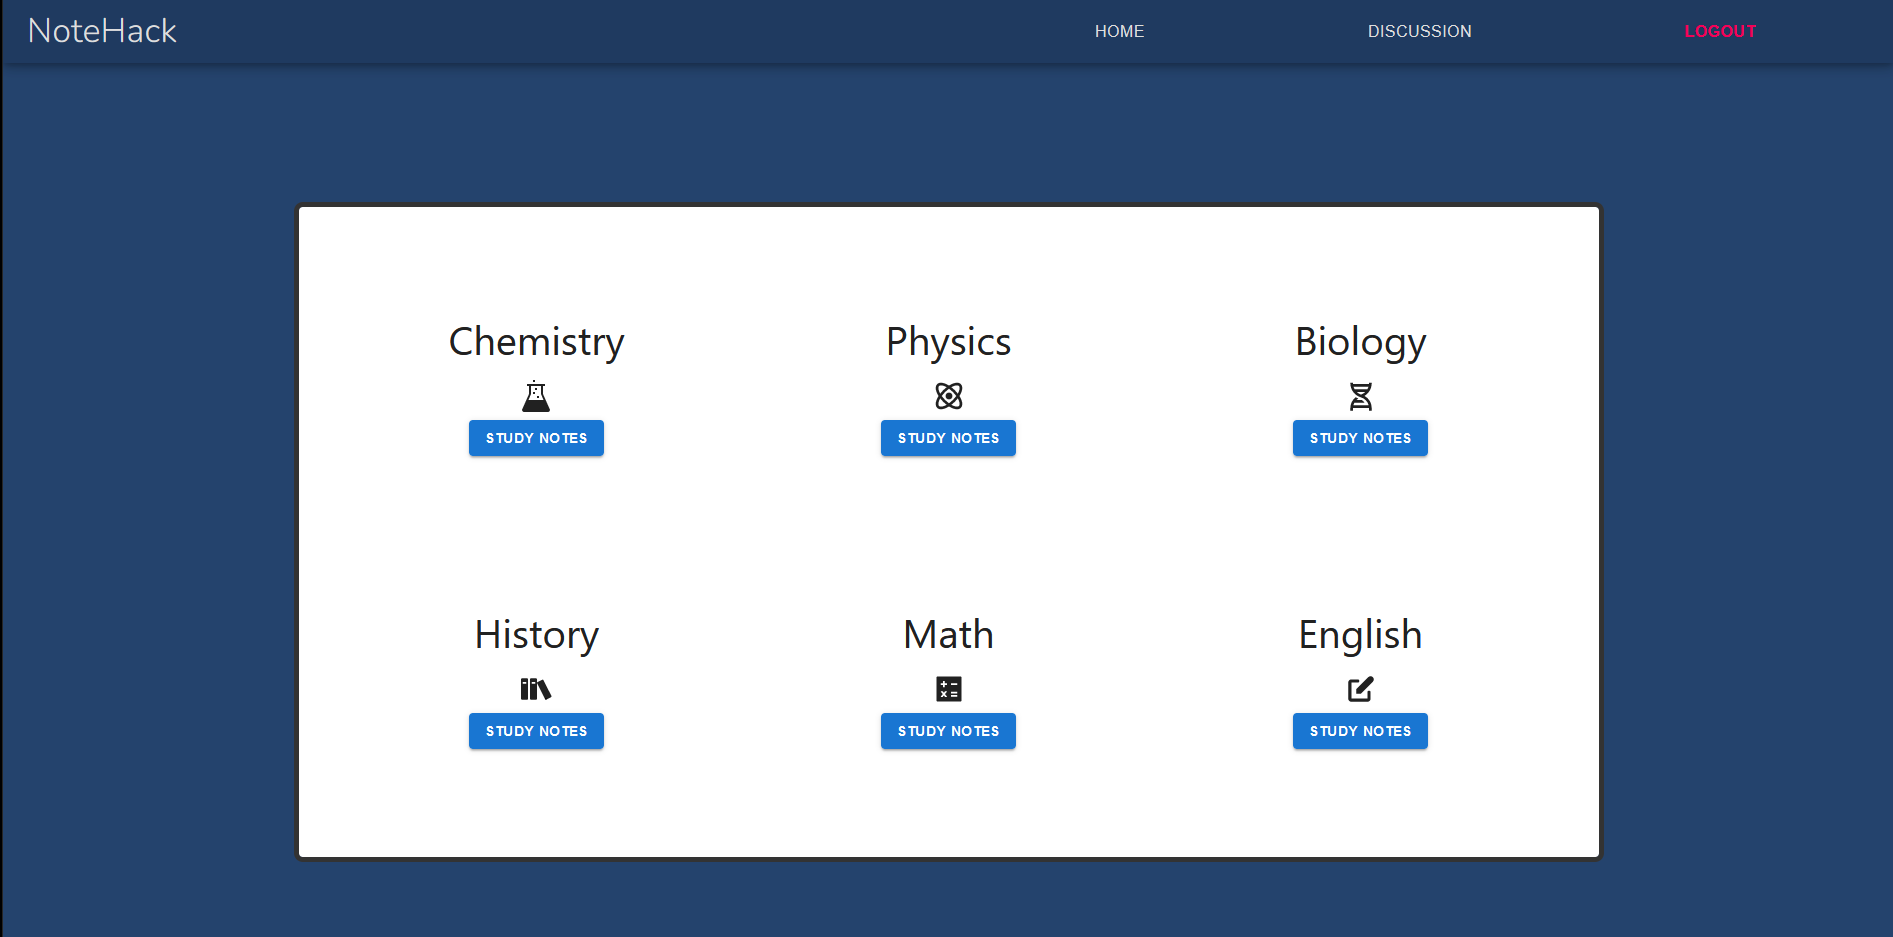 NoteHack HOME DISCUSSION LOGOUT
Chemistry Physics Biology
STUDY NOTES STUDY NOTES STUDY NOTES
History Math English
STUDY NOTES STUDY NOTES STUDY NOTES